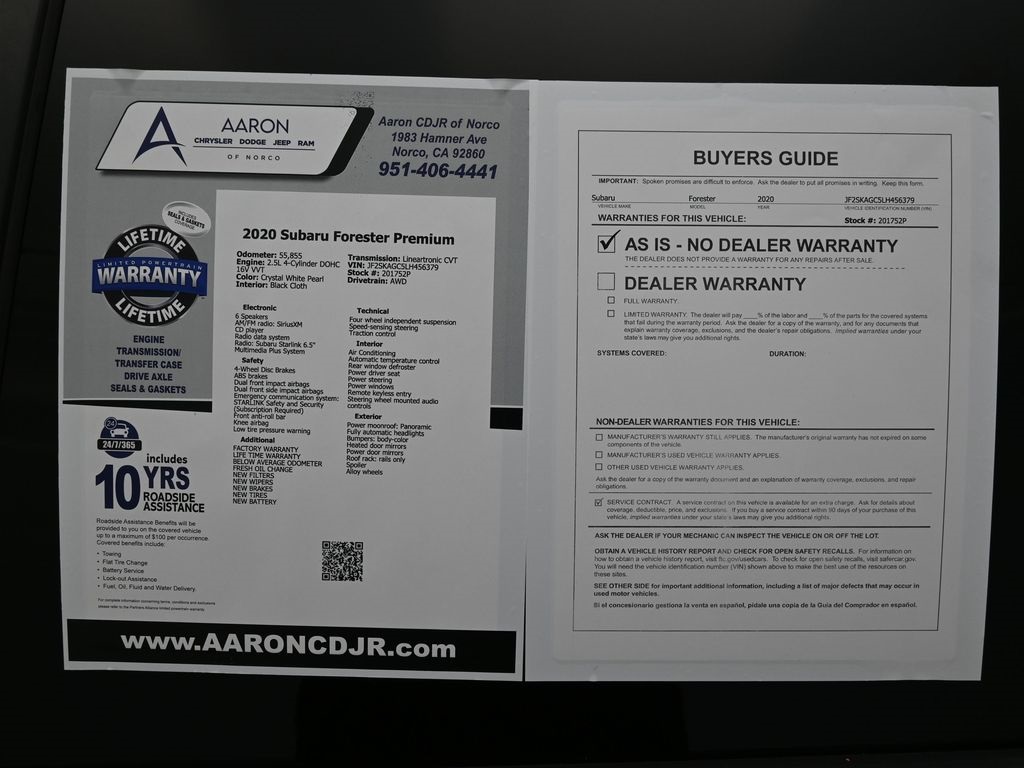 AARON
CHRYSLER DODGE JEEP RAM
OF NORCO
Aaron CDJR of Norco
1983 Hamner Ave
Norco, CA 92860
951-406-4441
INCLUDES
SEALS & GASKETS
COVERAGE
LIFETIME
LIMITED POWERTRAIN
WARRANTY
LIFETIME
ENGINE
TRANSMISSION/
TRANSFER CASE
DRIVE AXLE
SEALS & GASKETS
24
24/7/365
includes
10 YRS
ROADSIDE
ASSISTANCE
Roadside Assistance Benefits will be
provided to you on the covered vehicle
up to a maximum of $100 per occurrence.
Covered benefits include:
• Towing
• Flat Tire Change
• Battery Service
• Lock-out Assistance
• Fuel, Oil, Fluid and Water Delivery
For complete information concerning terms, conditions and exclusions
please refer to the Partners Alliance limited powertrain warranty.
2020 Subaru Forester Premium
Odometer: 55,855
Engine: 2.5L 4-Cylinder DOHC
16V VVT
Color: Crystal White Pearl
Interior: Black Cloth
Transmission: Lineartronic CVT
VIN: JF2SKAGC5LH456379
Stock #: 201752P
Drivetrain: AWD
Electronic
6 Speakers
AM/FM radio: SiriusXM
CD player
Radio data system
Radio: Subaru Starlink 6.5"
Multimedia Plus System
Safety
4-Wheel Disc Brakes
ABS brakes
Dual front impact airbags
Dual front side impact airbags
Emergency communication system:
STARLINK Safety and Security
(Subscription Required)
Front anti-roll bar
Knee airbag
Low tire pressure warning
Additional
FACTORY WARRANTY
LIFE TIME WARRANTY
BELOW AVERAGE ODOMETER
FRESH OIL CHANGE
NEW FILTERS
NEW WIPERS
NEW BRAKES
NEW TIRES
NEW BATTERY
Technical
Four wheel independent suspension
Speed-sensing steering
Traction control
Interior
Air Conditioning
Automatic temperature control
Rear window defroster
Power driver seat
Power steering
Power windows
Remote keyless entry
Steering wheel mounted audio
controls
Exterior
Power moonroof: Panoramic
Fully automatic headlights
Bumpers: body-color
Heated door mirrors
Power door mirrors
Roof rack: rails only
Spoiler
Alloy wheels
www.AARONCDJR.com
BUYERS GUIDE
IMPORTANT: Spoken promises are difficult to enforce. Ask the dealer to put all promises in writing. Keep this form.
Subaru Forester 2020 JF2SKAGC5LH456379
VEHICLE MAKE MODEL YEAR VEHICLE IDENTIFICATION NUMBER (VIN)
WARRANTIES FOR THIS VEHICLE: Stock #: 201752P
AS IS - NO DEALER WARRANTY
THE DEALER DOES NOT PROVIDE A WARRANTY FOR ANY REPAIRS AFTER SALE.
DEALER WARRANTY
FULL WARRANTY.
LIMITED WARRANTY. The dealer will pay ____% of the labor and ____% of the parts for the covered systems
that fail during the warranty period. Ask the dealer for a copy of the warranty, and for any documents that
explain warranty coverage, exclusions, and the dealer's repair obligations. Implied warranties under your
state's laws may give you additional rights.
SYSTEMS COVERED: DURATION:
NON-DEALER WARRANTIES FOR THIS VEHICLE:
MANUFACTURER'S WARRANTY STILL APPLIES. The manufacturer's original warranty has not expired on some
components of the vehicle.
MANUFACTURER'S USED VEHICLE WARRANTY APPLIES.
OTHER USED VEHICLE WARRANTY APPLIES.
Ask the dealer for a copy of the warranty document and an explanation of warranty coverage, exclusions, and repair
obligations.
SERVICE CONTRACT. A service contract on this vehicle is available for an extra charge. Ask for details about
coverage, deductible, price, and exclusions. If you buy a service contract within 90 days of your purchase of
this vehicle, implied warranties under your state's laws may give you additional rights.
ASK THE DEALER IF YOUR MECHANIC CAN INSPECT THE VEHICLE ON OR OFF THE LOT.
OBTAIN A VEHICLE HISTORY REPORT AND CHECK FOR OPEN SAFETY RECALLS. For information on
how to obtain a vehicle history report, visit ftc.gov/usedcars. To check for open safety recalls, visit safercar.gov.
You will need the vehicle identification number (VIN) shown above to make the best use of the resources on
these sites.
SEE OTHER SIDE for important additional information, including a list of major defects that may occur in
used motor vehicles.
Si el concesionario gestiona la venta en español, pídale una copia de la Guía del Comprador en español.